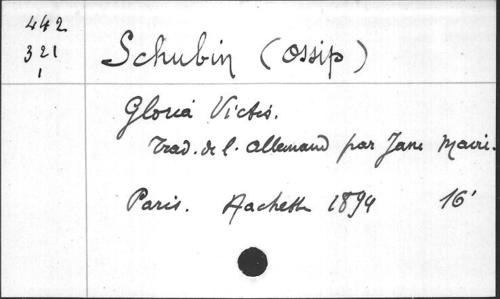 442
321
1
Schubin (Ossip)
Gloria Victis.
Trad. de l. Allemand par Jane Mairi.
Paris. Hachette 1894 16°